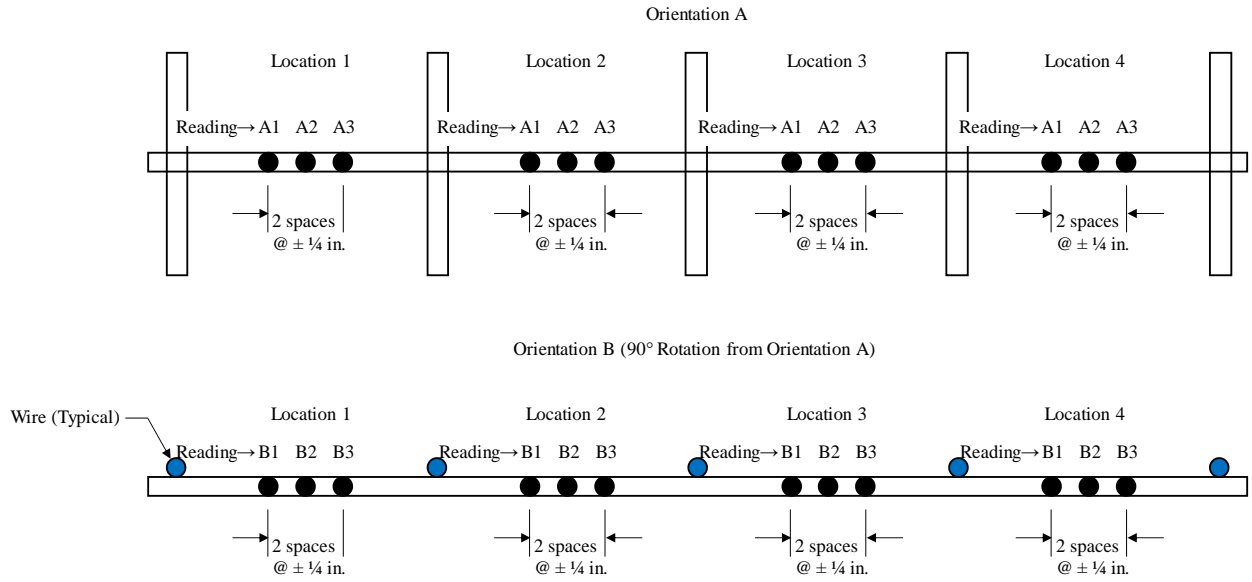 Orientation A
Location 1 Location 2 Location 3 Location 4
Reading→ A1 A2 A3 Reading→ A1 A2 A3 Reading→ A1 A2 A3 Reading→ A1 A2 A3
2 spaces 2 spaces 2 spaces 2 spaces
@ ± ¼ in. @ ± ¼ in. @ ± ¼ in. @ ± ¼ in.
Orientation B (90° Rotation from Orientation A)
Location 1 Location 2 Location 3 Location 4
Wire (Typical)
Reading→ B1 B2 B3 Reading→ B1 B2 B3 Reading→ B1 B2 B3 Reading→ B1 B2 B3
2 spaces 2 spaces 2 spaces 2 spaces
@ ± ¼ in. @ ± ¼ in. @ ± ¼ in. @ ± ¼ in.